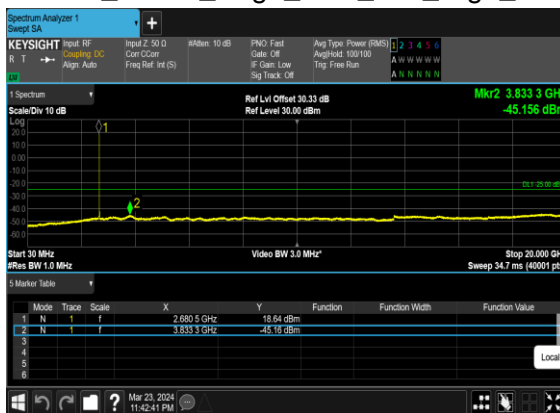 Spectrum Analyzer 1
Swept SA
+
KEYSIGHT
R T
LU
Input: RF
Coupling: DC
Align: Auto
Input Z: 50 Ω
Corr CCorr
Freq Ref: Int (S)
#Atten: 10 dB
PNO: Fast
Gate: Off
IF Gain: Low
Sig Track: Off
Avg Type: Power (RMS)
Avg|Hold: 100/100
Trig: Free Run
1 2 3 4 5 6
A W W W W W
A N N N N N
1 Spectrum
Scale/Div 10 dB
Ref Lvl Offset 30.33 dB
Ref Level 30.00 dBm
Mkr2 3.833 3 GH
-45.156 dBr
Log
20.0
10.0
0.00
-10.0
-20.0
-30.0
-40.0
-50.0
-60.0
1
2
DL1 -25.00 dB
Start 30 MHz
#Res BW 1.0 MHz
Video BW 3.0 MHz*
Stop 20.000 GH
Sweep 34.7 ms (40001 pt
5 Marker Table
Mode Trace Scale X Y Function Function Width Function Value
1 N 1 f 2.680 5 GHz 18.64 dBm
2 N 1 f 3.833 3 GHz -45.16 dBm
3
4
5
6
Local
?
Mar 23, 2024
11:42:41 PM